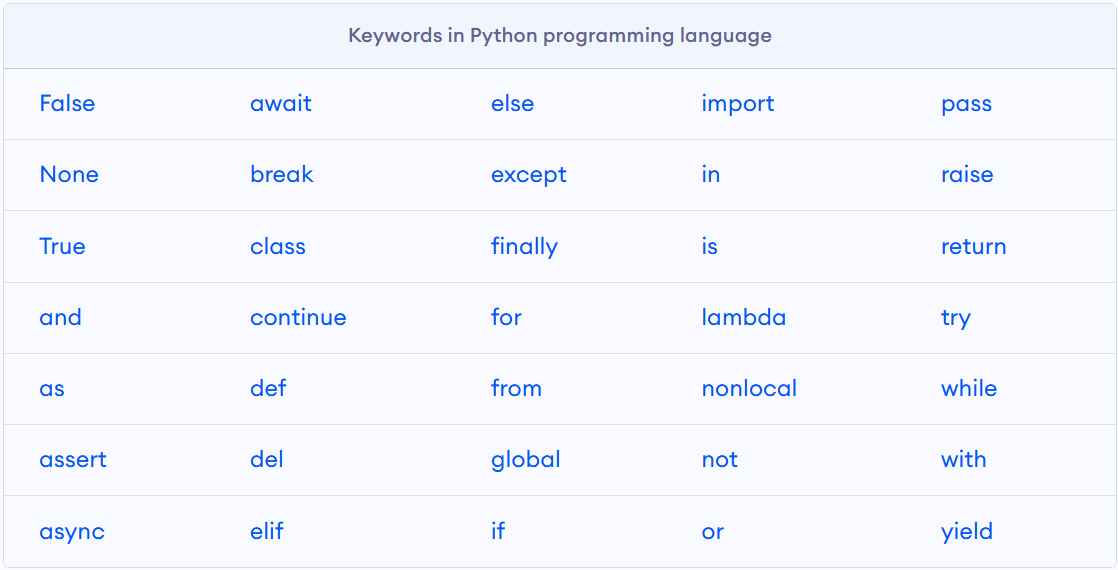 Keywords in Python programming language
False await else import pass
None break except in raise
True class finally is return
and continue for lambda try
as def from nonlocal while
assert del global not with
async elif if or yield